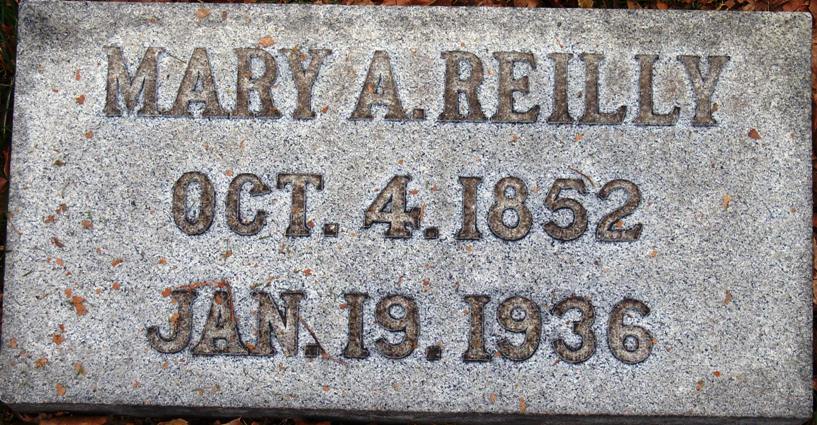 MARY A. REILLY
OCT. 4. 1852
JAN. 19. 1936